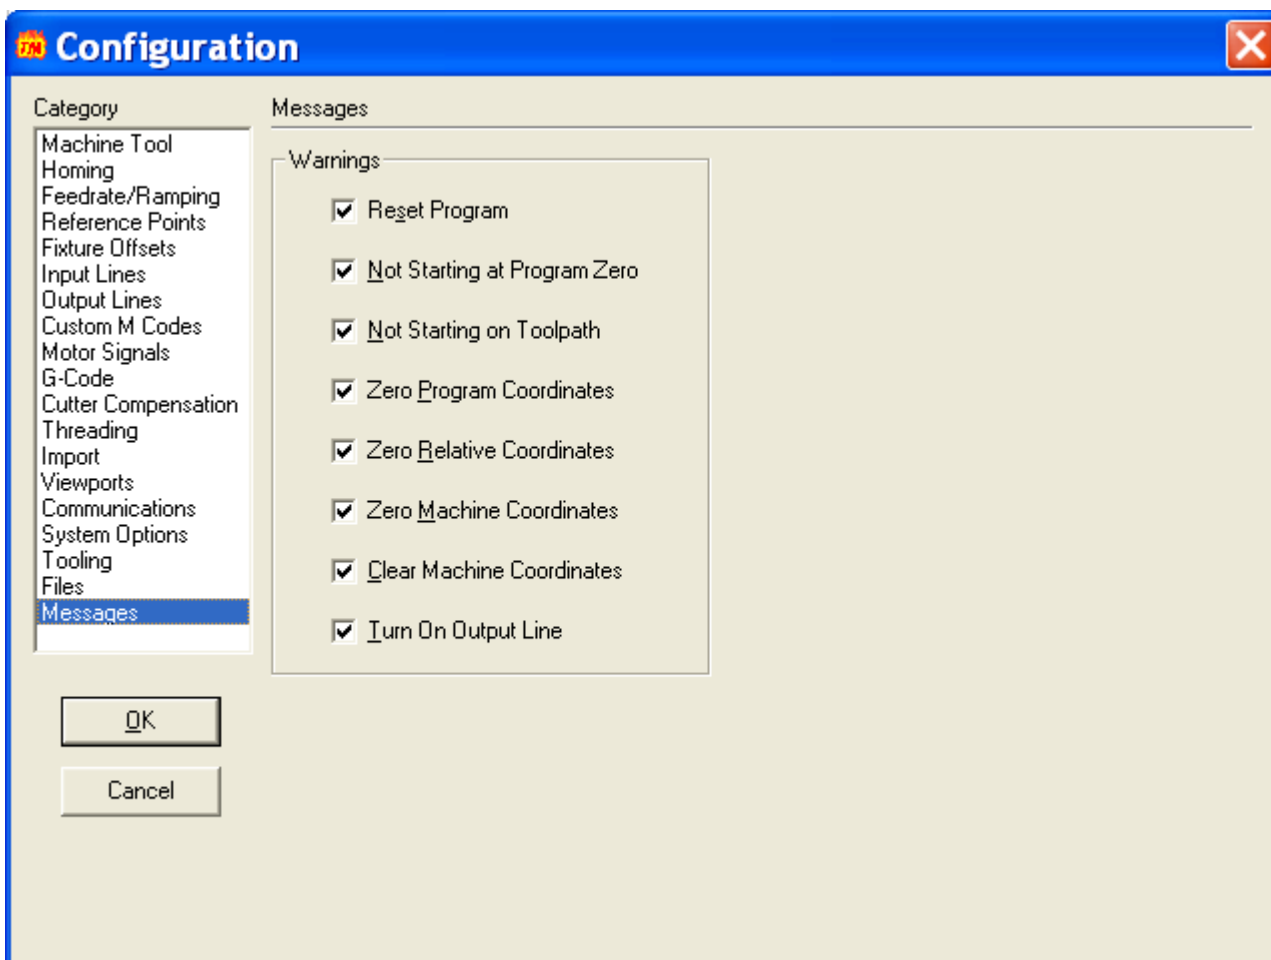 TM Configuration
Category
Machine Tool
Homing
Feedrate/Ramping
Reference Points
Fixture Offsets
Input Lines
Output Lines
Custom M Codes
Motor Signals
G-Code
Cutter Compensation
Threading
Import
Viewports
Communications
System Options
Tooling
Files
Messages
OK
Cancel
Messages
Warnings
Reset Program
Not Starting at Program Zero
Not Starting on Toolpath
Zero Program Coordinates
Zero Relative Coordinates
Zero Machine Coordinates
Clear Machine Coordinates
Turn On Output Line